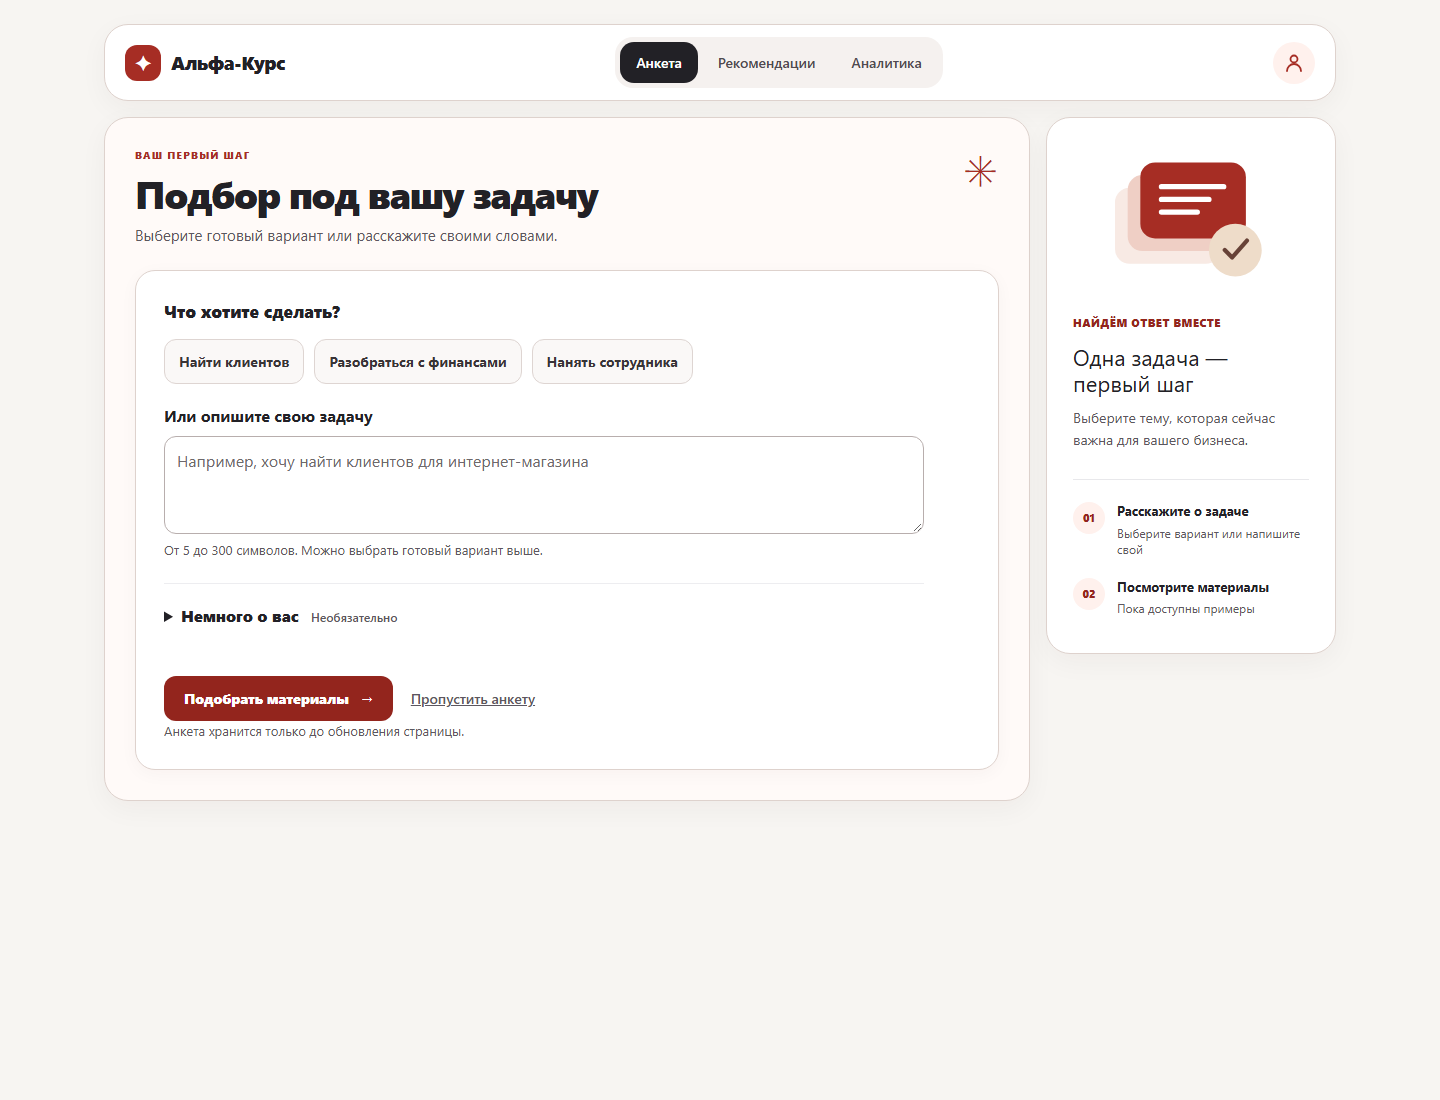 Альфа-Курс
Анкета
Рекомендации
Аналитика
ВАШ ПЕРВЫЙ ШАГ
Подбор под вашу задачу
Выберите готовый вариант или расскажите своими словами.
Что хотите сделать?
Найти клиентов
Разобраться с финансами
Нанять сотрудника
Или опишите свою задачу
Например, хочу найти клиентов для интернет-магазина
От 5 до 300 символов. Можно выбрать готовый вариант выше.
Немного о вас Необязательно
Подобрать материалы →
Пропустить анкету
Анкета хранится только до обновления страницы.
НАЙДЁМ ОТВЕТ ВМЕСТЕ
Одна задача —
первый шаг
Выберите тему, которая сейчас
важна для вашего бизнеса.
01
Расскажите о задаче
Выберите вариант или напишите
свой
02
Посмотрите материалы
Пока доступны примеры